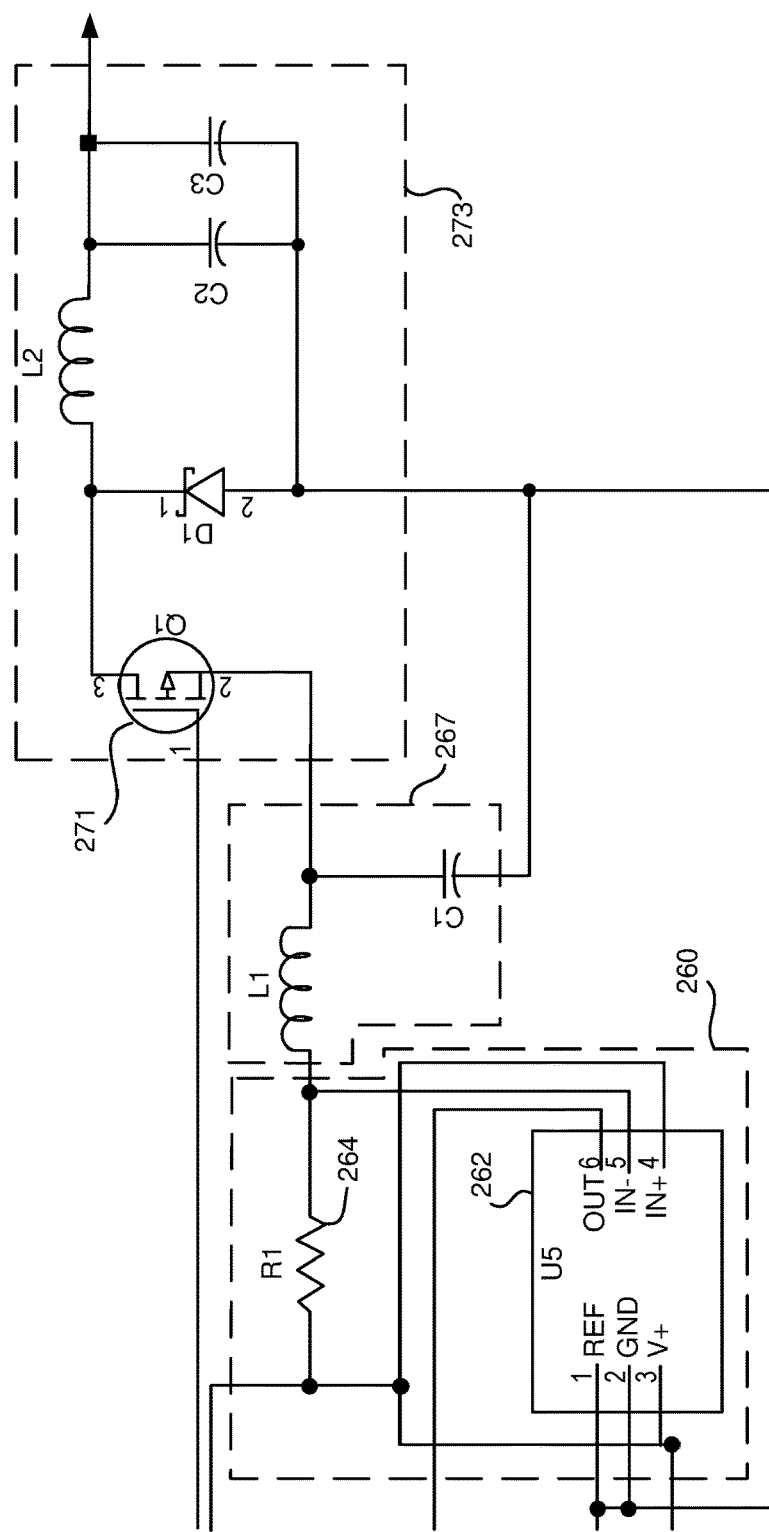 L2
C3
C2
273
1
D1
2
Q1
3
2
1
271
267
L1
C1
260
R1
264
262
U5
OUT 6
IN- 5
IN+ 4
1 REF
2 GND
3 V+